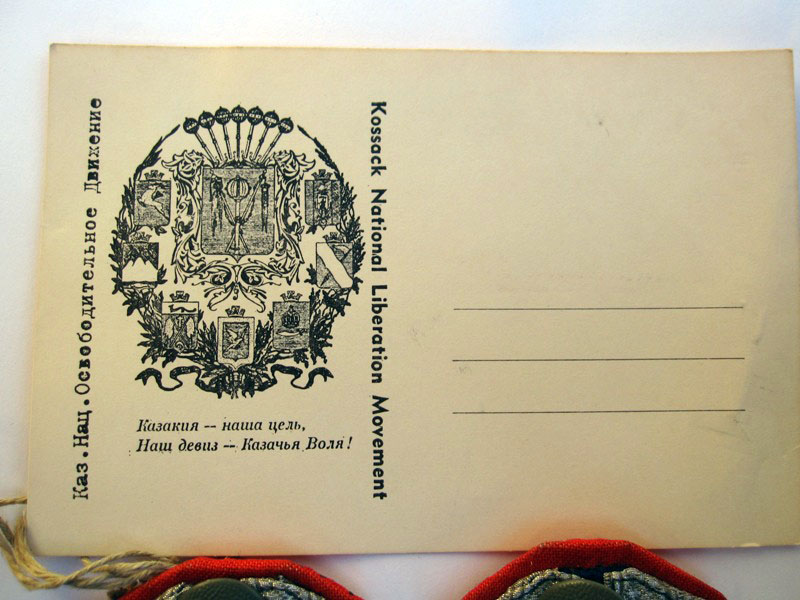 Каз.Нац.Освободительное Движение
Kossack National Liberation Movement
Казакия -- наша цель,
Наш девиз -- Казачья Воля!